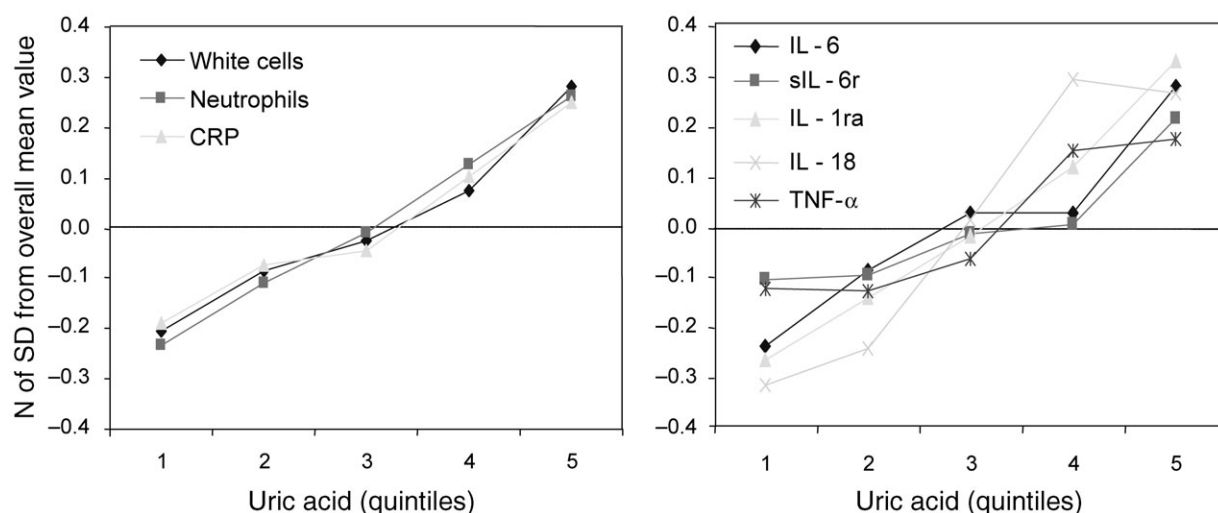 N of SD from overall mean value
0.4
0.3
0.2
0.1
0.0
–0.1
–0.2
–0.3
–0.4
White cells
Neutrophils
CRP
1 2 3 4 5
Uric acid (quintiles)
0.4
0.3
0.2
0.1
0.0
–0.1
–0.2
–0.3
–0.4
IL - 6
sIL - 6r
IL - 1ra
IL - 18
TNF-α
1 2 3 4 5
Uric acid (quintiles)